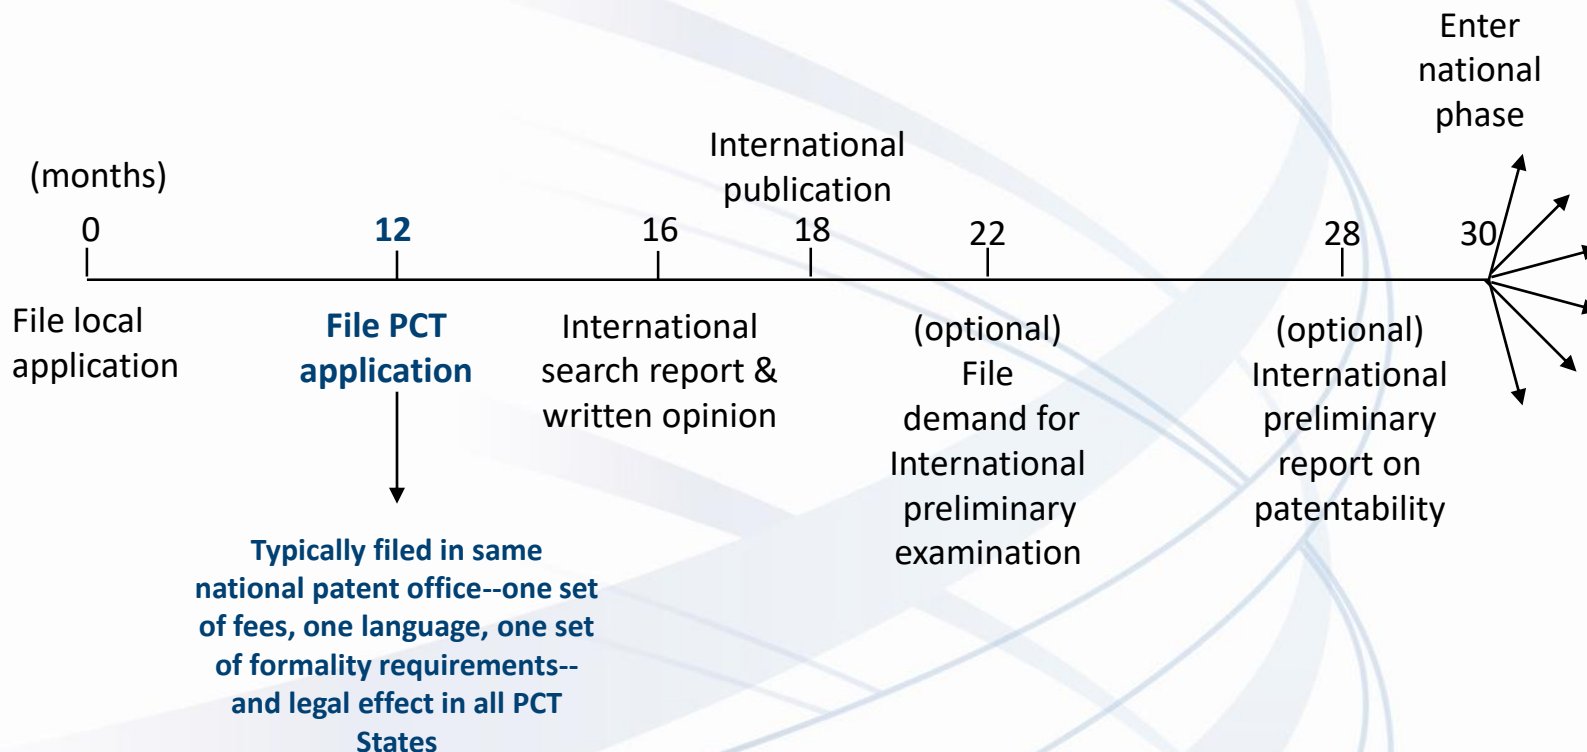 Enter
national
phase
International
publication
(months)
0
12
16
18
22
28
30
File local
application
File PCT
application
International
search report &
written opinion
(optional)
File
demand for
International
preliminary
examination
(optional)
International
preliminary
report on
patentability
Typically filed in same
national patent office--one set
of fees, one language, one set
of formality requirements--
and legal effect in all PCT
States